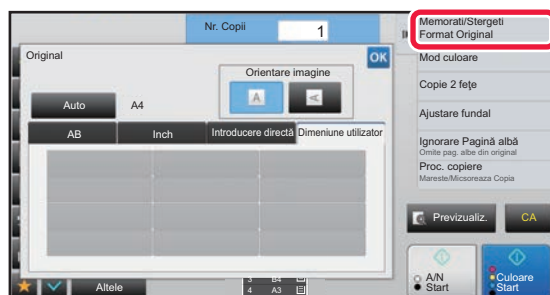 Nr. Copii
1
Memorati/Stergeti
Format Original
Original
OK
Mod culoare
Orientare imagine
A
A
Copie 2 fețe
Auto
A4
Ajustare fundal
AB
Inch
Introducere directă
Dimeniune utilizator
Ignorare Pagină albă
Omite pag. albe din original
Proc. copiere
Mareste/Micsoreaza Copia
Previzualiz.
CA
Altele
3 B4
4 A3
A/N
Start
Culoare
Start